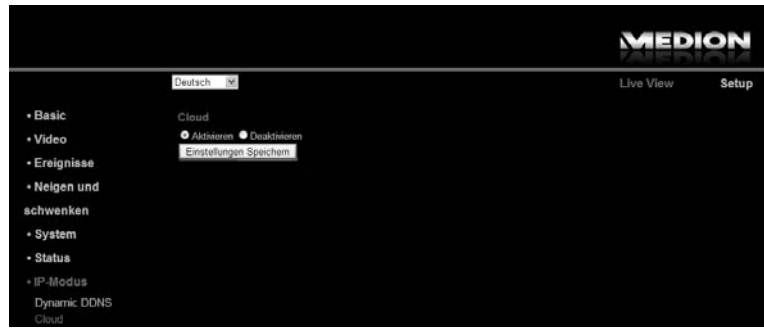 MEDION
Deutsch
Live View Setup
• Basic
• Video
• Ereignisse
• Neigen und
schwenken
• System
• Status
• IP-Modus
Dynamic DDNS
Cloud
Cloud
Aktivieren Deaktivieren
Einstellungen Speichern